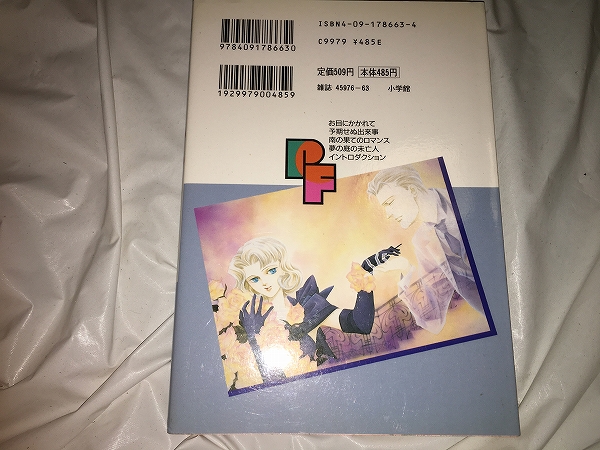 ISBN4-09-178663-4
C9979 ¥485E
9784091786630
1929979004859
定価509円 本体485円
雑誌 45976-63 小学館
お目にかかれて
予期せぬ出来事
南の果てのロマンス
夢の庭の未亡人
イントロダクション
PF